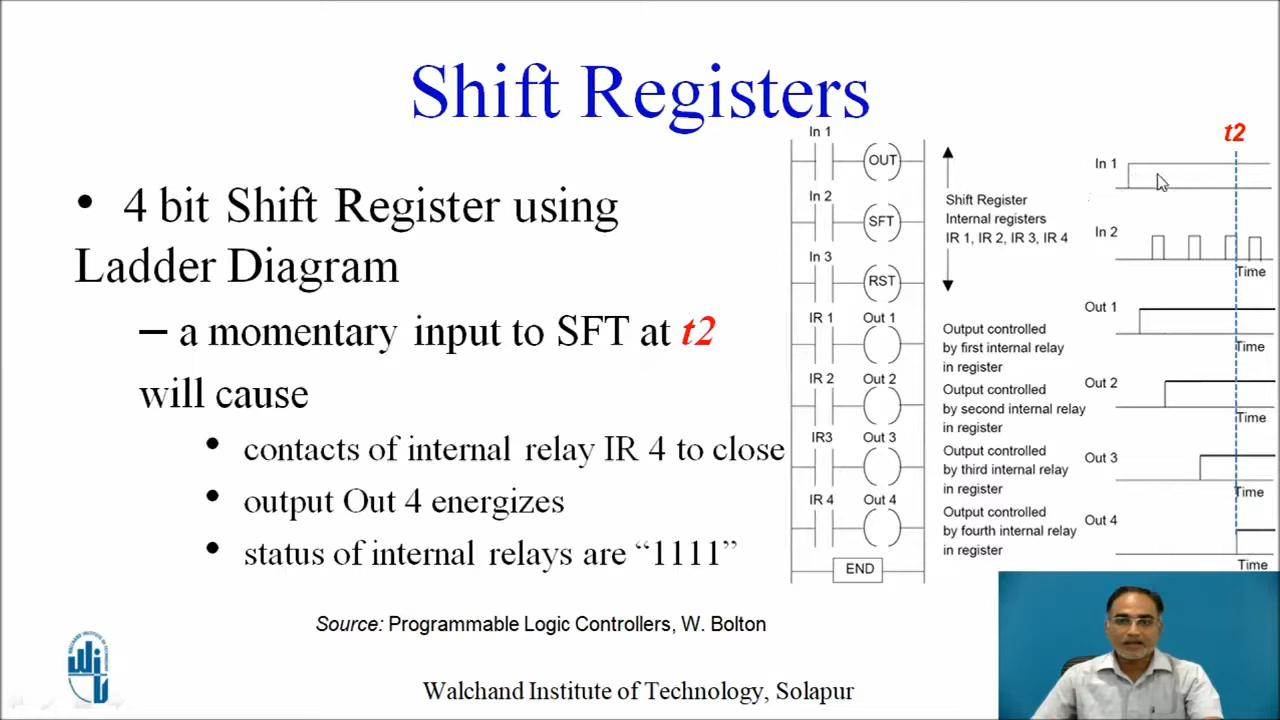 Shift Registers
• 4 bit Shift Register using
Ladder Diagram
– a momentary input to SFT at t2
will cause
• contacts of internal relay IR 4 to close
• output Out 4 energizes
• status of internal relays are “1111”
In 1
OUT
In 2
SFT
In 3
RST
IR 1 Out 1
IR 2 Out 2
IR3 Out 3
IR 4 Out 4
END
Shift Register
Internal registers
IR 1, IR 2, IR 3, IR 4
Output controlled
by first internal relay
in register
Output controlled
by second internal relay
in register
Output controlled
by third internal relay
in register
Output controlled
by fourth internal relay
in register
t2
In 1
In 2
Time
Out 1
Time
Out 2
Time
Out 3
Time
Out 4
Time
Source: Programmable Logic Controllers, W. Bolton
Walchand Institute of Technology, Solapur